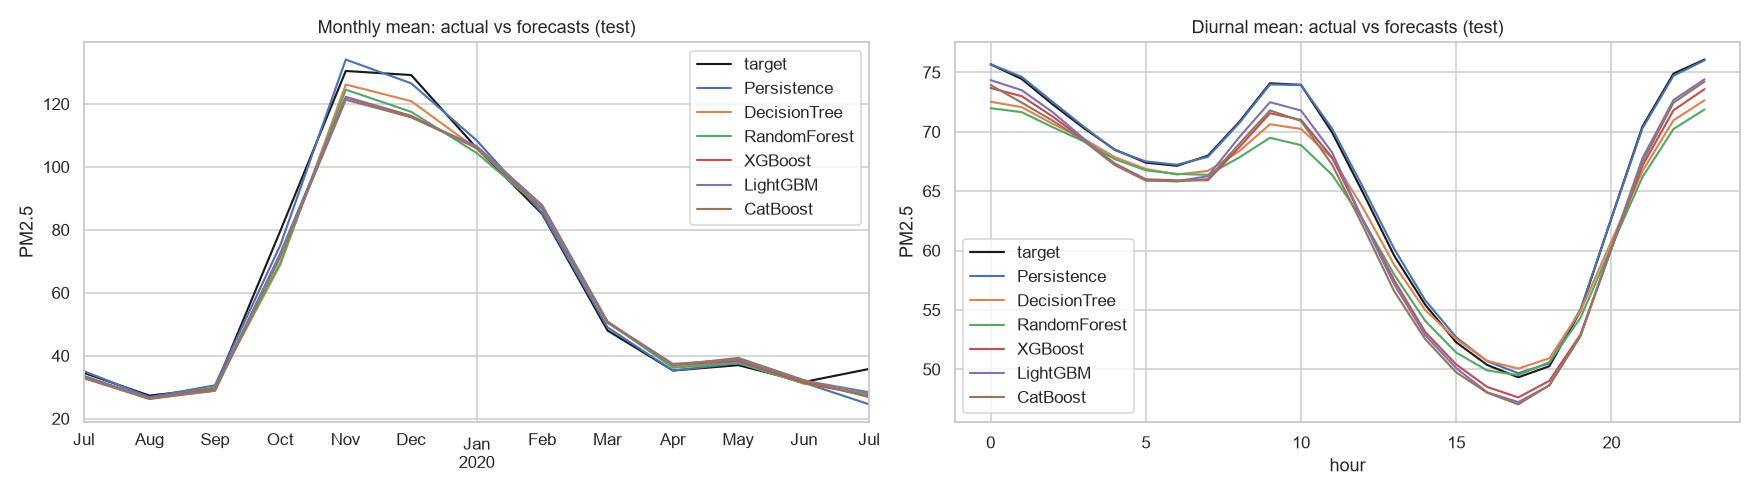 Monthly mean: actual vs forecasts (test)
PM2.5
120
100
80
60
40
20
Jul
Aug
Sep
Oct
Nov
Dec
Jan
2020
Feb
Mar
Apr
May
Jun
Jul
target
Persistence
DecisionTree
RandomForest
XGBoost
LightGBM
CatBoost
Diurnal mean: actual vs forecasts (test)
PM2.5
75
70
65
60
55
50
target
Persistence
DecisionTree
RandomForest
XGBoost
LightGBM
CatBoost
0
5
10
15
20
hour